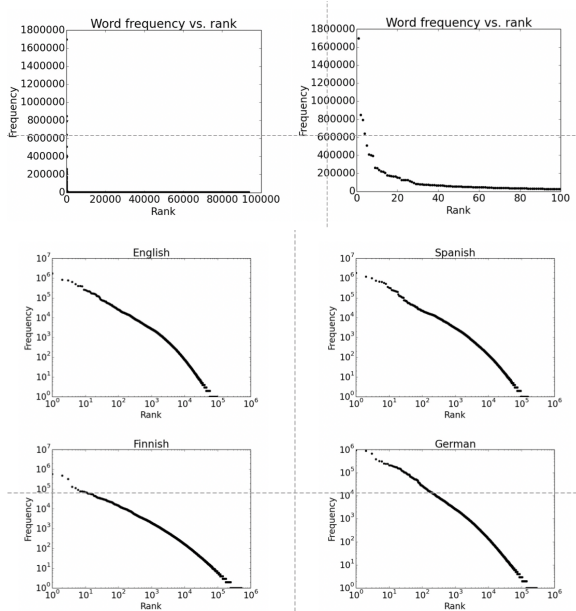 Word frequency vs. rank
1800000
1600000
1400000
1200000
1000000
800000
600000
400000
200000
0
Frequency
0 20000 40000 60000 80000 100000
Rank
Word frequency vs. rank
1800000
1600000
1400000
1200000
1000000
800000
600000
400000
200000
0
Frequency
0 20 40 60 80 100
Rank
English
10⁷
10⁶
10⁵
10⁴
10³
10²
10¹
10⁰
Frequency
10⁰ 10¹ 10² 10³ 10⁴ 10⁵ 10⁶
Rank
Spanish
10⁷
10⁶
10⁵
10⁴
10³
10²
10¹
10⁰
Frequency
10⁰ 10¹ 10² 10³ 10⁴ 10⁵ 10⁶
Rank
Finnish
10⁷
10⁶
10⁵
10⁴
10³
10²
10¹
10⁰
Frequency
10⁰ 10¹ 10² 10³ 10⁴ 10⁵ 10⁶
Rank
German
10⁶
10⁵
10⁴
10³
10²
10¹
10⁰
Frequency
10⁰ 10¹ 10² 10³ 10⁴ 10⁵ 10⁶
Rank